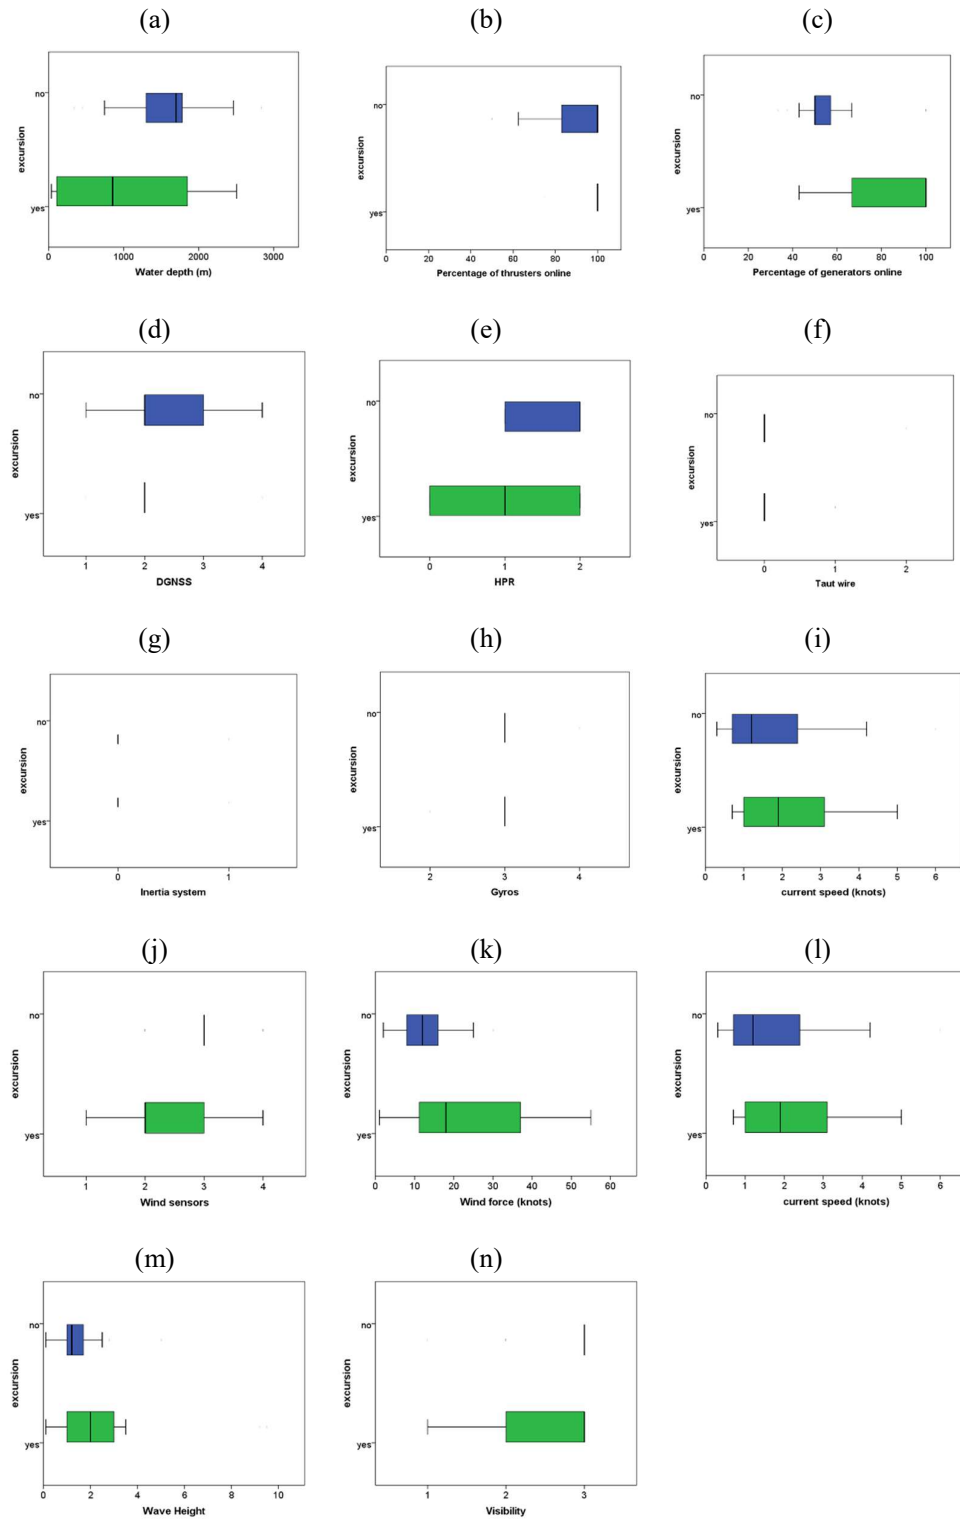 (a)
(b)
(c)
no
yes
excursion
0 1000 2000 3000
Water depth (m)
no
yes
excursion
0 20 40 60 80 100
Percentage of thrusters online
no
yes
excursion
0 20 40 60 80 100
Percentage of generators online
(d)
(e)
(f)
no
yes
excursion
1 2 3 4
DGNSS
no
yes
excursion
0 1 2
HPR
no
yes
excursion
0 1 2
Taut wire
(g)
(h)
(i)
no
yes
excursion
0 1
Inertia system
no
yes
excursion
2 3 4
Gyros
no
yes
excursion
0 1 2 3 4 5 6
current speed (knots)
(j)
(k)
(l)
no
yes
excursion
1 2 3 4
Wind sensors
no
yes
excursion
0 10 20 30 40 50 60
Wind force (knots)
no
yes
excursion
0 1 2 3 4 5 6
current speed (knots)
(m)
(n)
no
yes
excursion
0 2 4 6 8 10
Wave Height
no
yes
excursion
1 2 3
Visibility